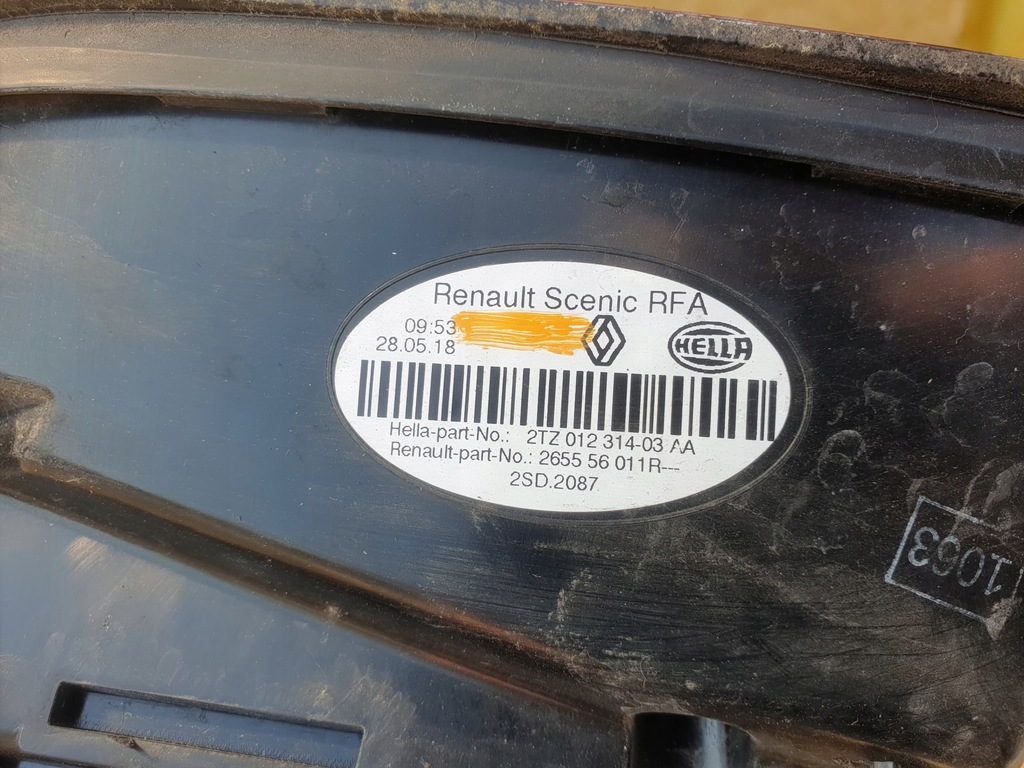 Renault Scenic RFA
09:53
28.05.18
HELLA
Hella-part-No.: 2TZ 012 314-03 AA
Renault-part-No.: 2655 56 011R---
2SD.2087
1063